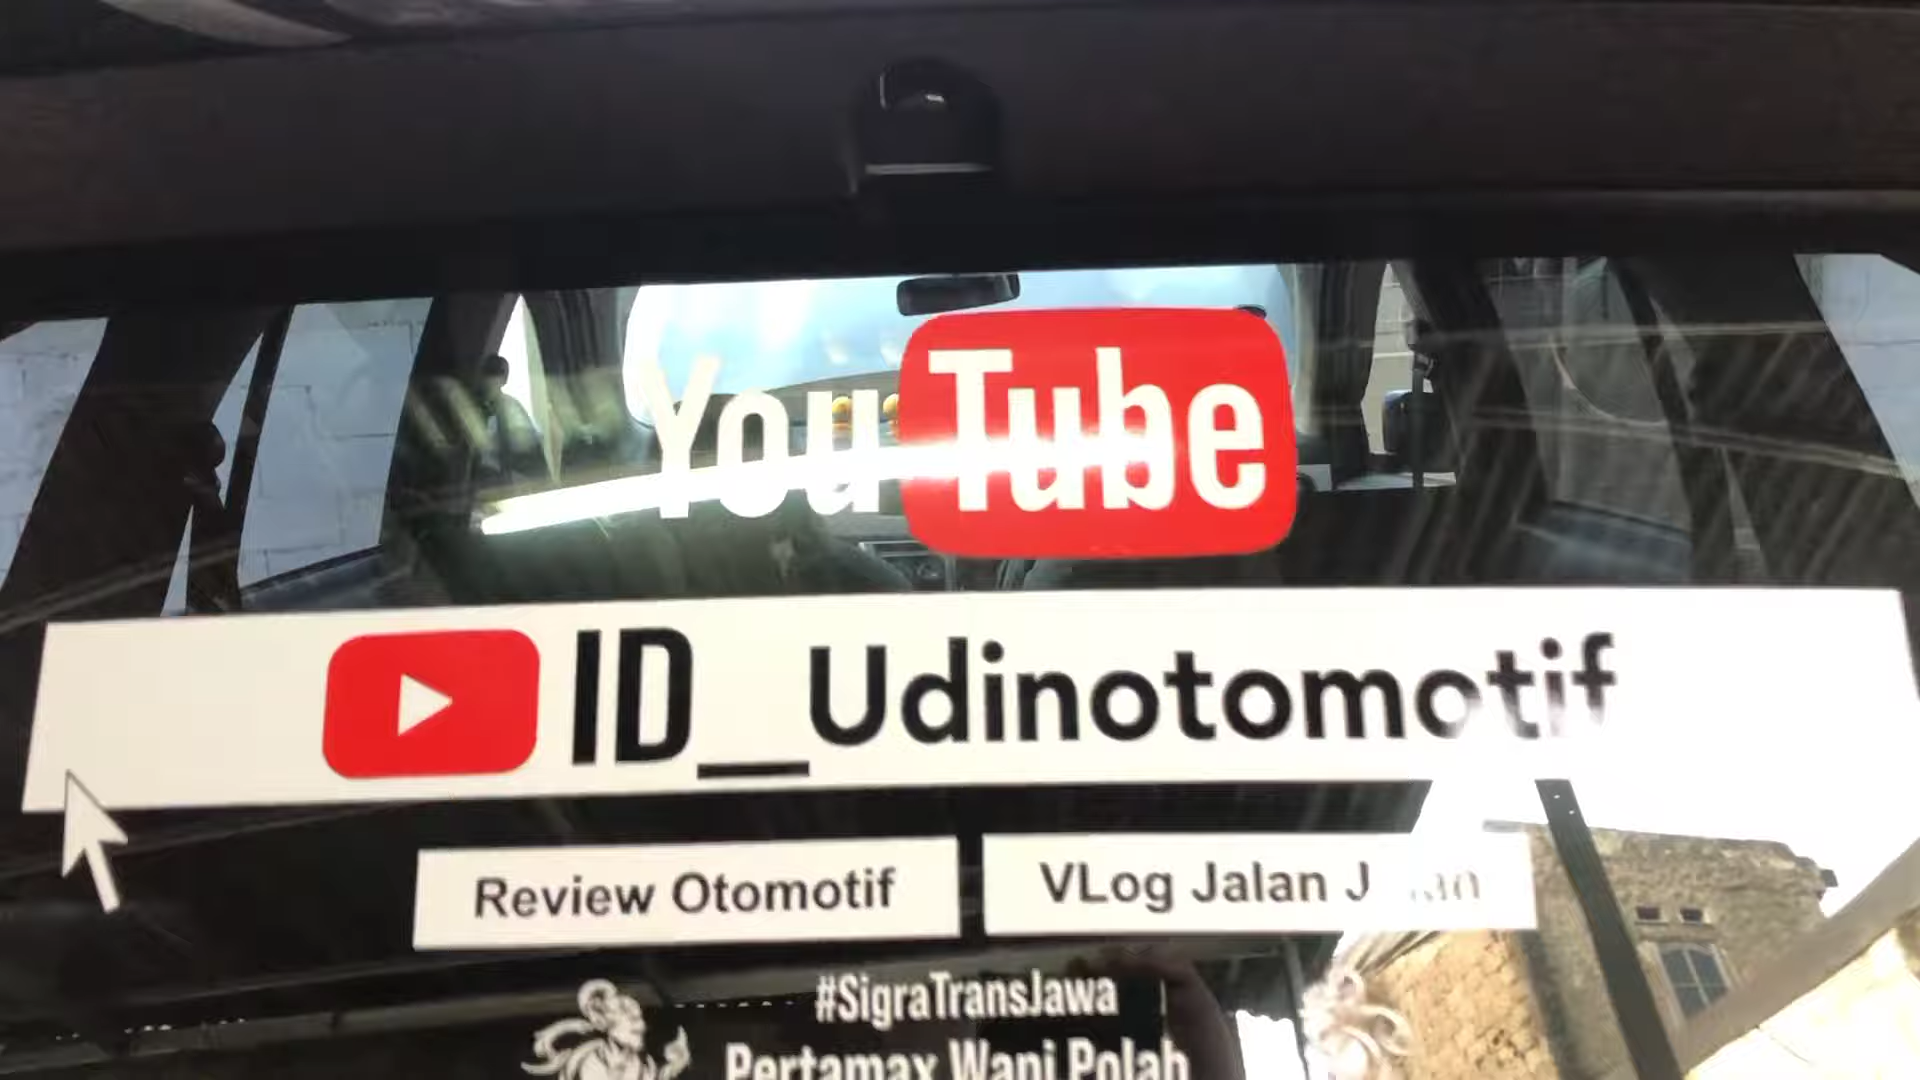 YouTube
ID_Udinotomotif
Review Otomotif
VLog Jalan
#SigraTransJawa
Pertamax Wani Polah